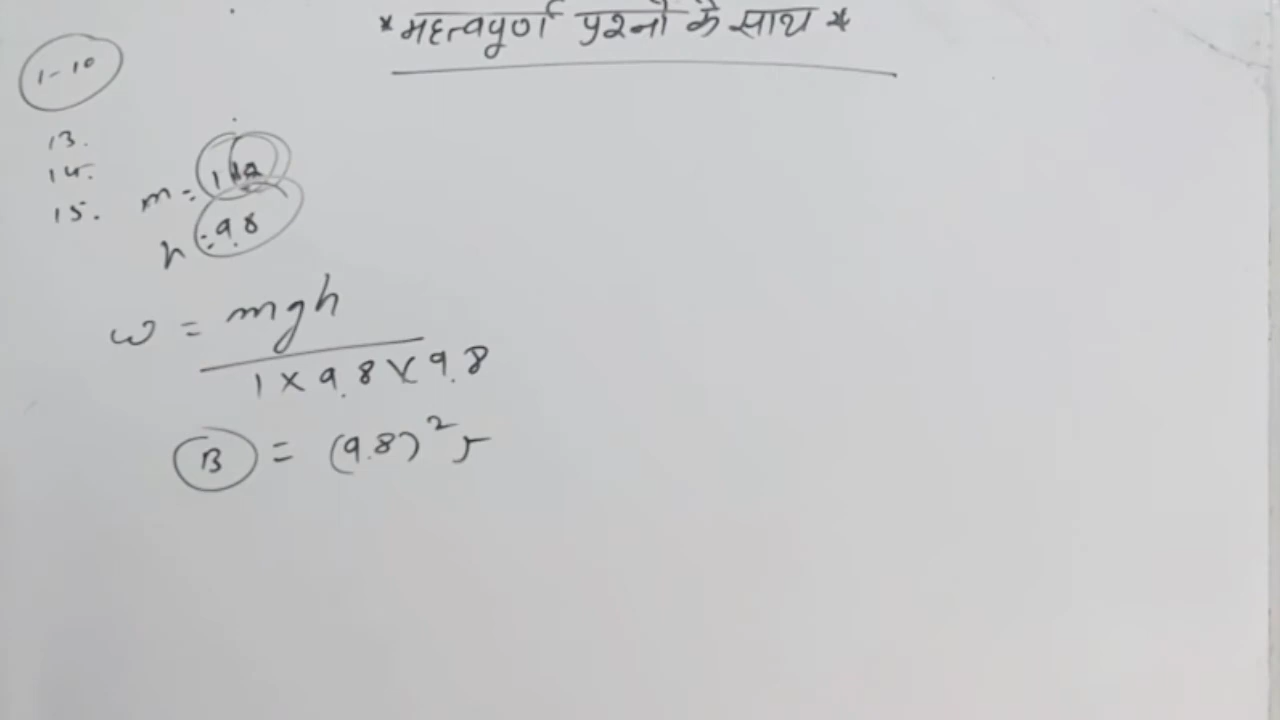 *महत्वपूर्ण प्रश्नों के साथ*
1-10
13.
14.
15.
m = 1
h = 9.8
w = mgh
1 x 9.8 x 9.8
B = (9.8)² J